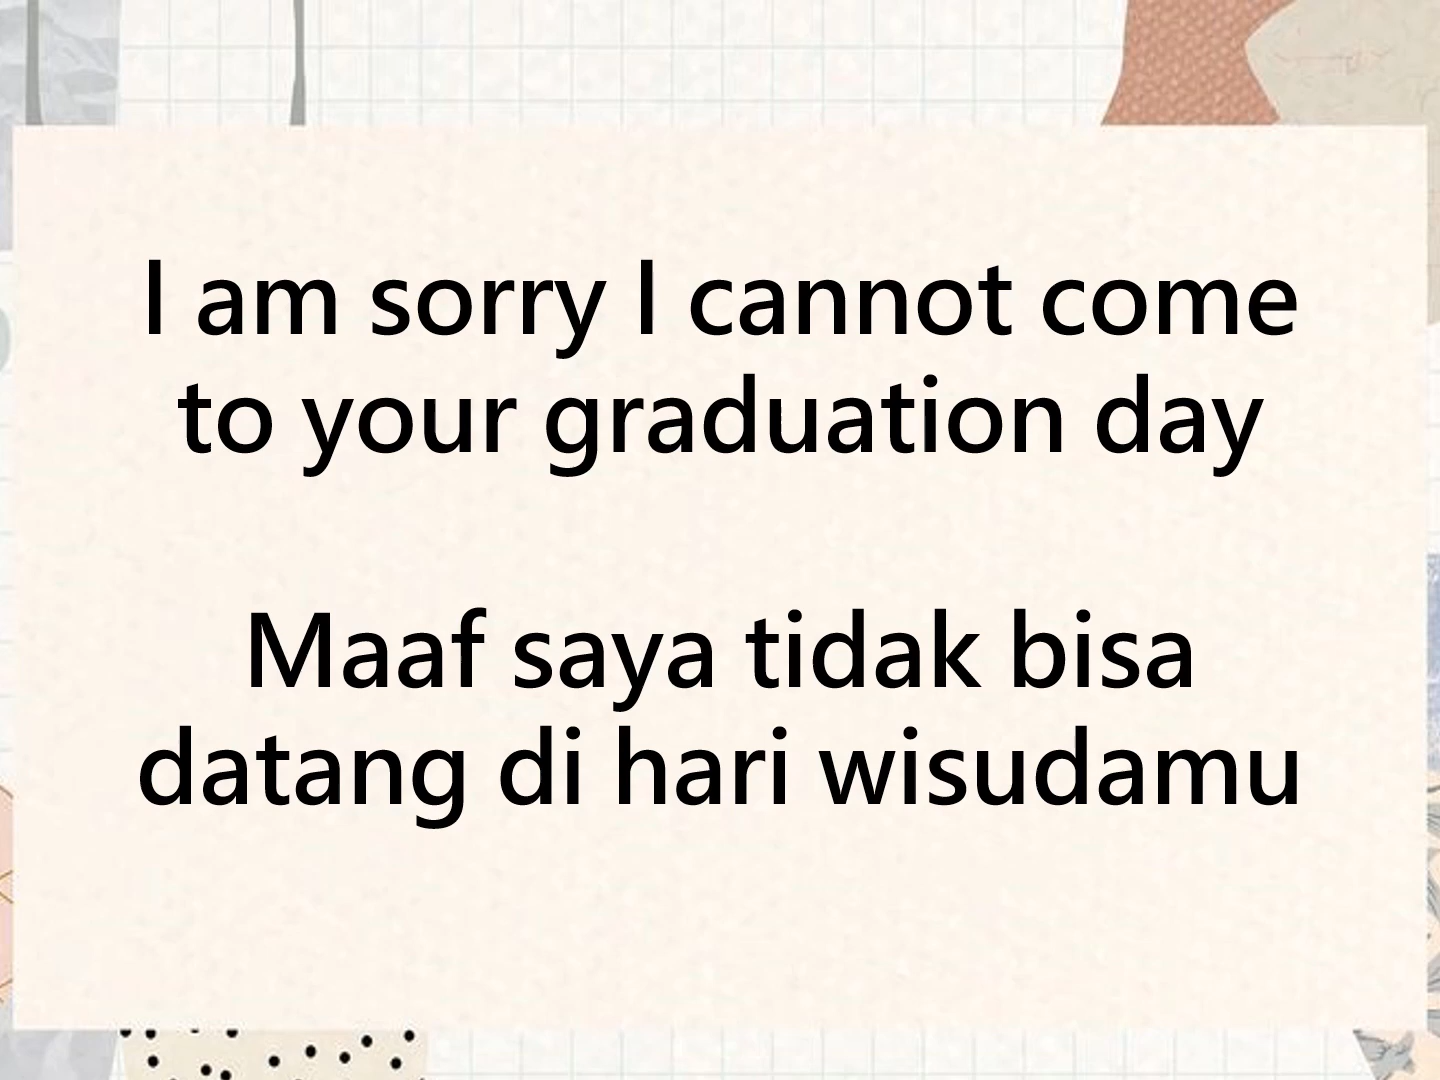 I am sorry I cannot come
to your graduation day
Maaf saya tidak bisa
datang di hari wisudamu